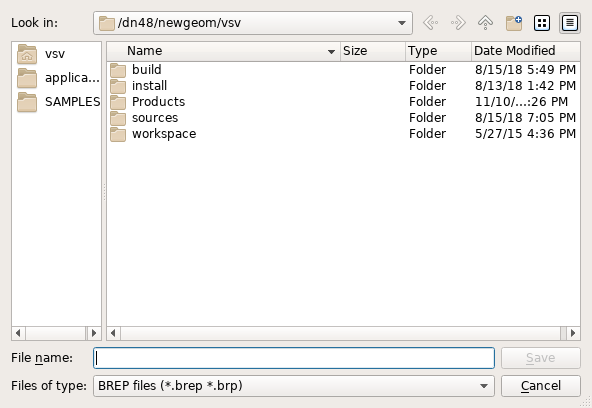 Look in: /dn48/newgeom/vsv
vsv
applica...
SAMPLES
Name Size Type Date Modified
build Folder 8/15/18 5:49 PM
install Folder 8/13/18 1:42 PM
Products Folder 11/10/...:26 PM
sources Folder 8/15/18 7:05 PM
workspace Folder 5/27/15 4:36 PM
File name: Save
Files of type: BREP files (*.brep *.brp) Cancel